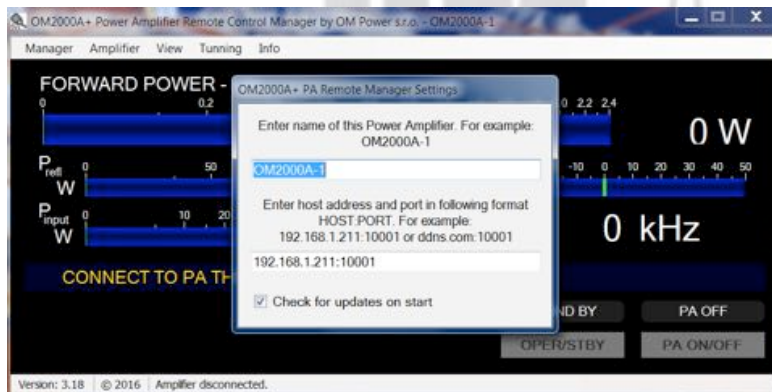 OM2000A+ Power Amplifier Remote Control Manager by OM Power s.r.o. - OM2000A-1
Manager Amplifier View Tunning Info
FORWARD POWER -
0 0.2 2.2 2.4
0 W
OM2000A+ PA Remote Manager Settings
Enter name of this Power Amplifier. For example:
OM2000A-1
OM2000A-1
Enter host address and port in following format
HOST:PORT. For example:
192.168.1.211:10001 or ddns.com:10001
192.168.1.211:10001
Check for updates on start
Prefl 0 50 -10 0 10 20 30 40 50
W
Pinput 0 10 20
W
0 kHz
CONNECT TO PA TH
ND BY PA OFF
OPER/STBY PA ON/OFF
Version: 3.18 © 2016 Amplifier disconnected.